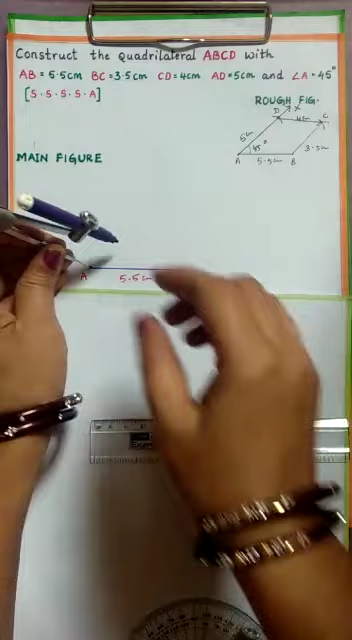 Construct the quadrilateral ABCD with
AB = 5.5cm BC = 3.5cm CD = 4cm AD = 5cm and ∠A = 45°
[S.S.S.S.A]
ROUGH FIG.
D 4cm C
5cm
45°
3.5cm
A 5.5cm B
MAIN FIGURE
A 5.5cm